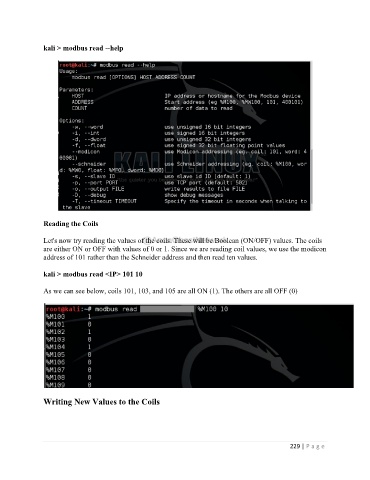 kali > modbus read --help
root@kali:~# modbus read --help
Usage:
modbus read [OPTIONS] HOST ADDRESS COUNT
Parameters:
HOST IP address or hostname for the Modbus device
ADDRESS Start address (eg %M100, %MW100, 101, 400101)
COUNT number of data to read
Options:
-w, --word use unsigned 16 bit integers
-i, --int use signed 16 bit integers
-d, --dword use unsigned 32 bit integers
-f, --float use signed 32 bit floating point values
--modicon use Modicon addressing (eg. coil: 101, word: 4
00001)
--schneider use Schneider addressing (eg. coil: %M100, wor
d: %MW0, float: %MF0, dword: %MD0)
-s, --slave ID use slave id ID (default: 1)
-p, --port PORT use TCP port (default: 502)
-o, --output FILE write results to file FILE
-D, --debug show debug messages
-T, --timeout TIMEOUT Specify the timeout in seconds when talking to
the slave
Reading the Coils
Let's now try reading the values of the coils. These will be Boolean (ON/OFF) values. The coils
are either ON or OFF with values of 0 or 1. Since we are reading coil values, we use the modicon
address of 101 rather than the Schneider address and then read ten values.
kali > modbus read <IP> 101 10
As we can see below, coils 101, 103, and 105 are all ON (1). The others are all OFF (0)
root@kali:~# modbus read %M100 10
%M100 1
%M101 0
%M102 1
%M103 0
%M104 1
%M105 0
%M106 0
%M107 0
%M108 0
%M109 0
Writing New Values to the Coils
229 | Page